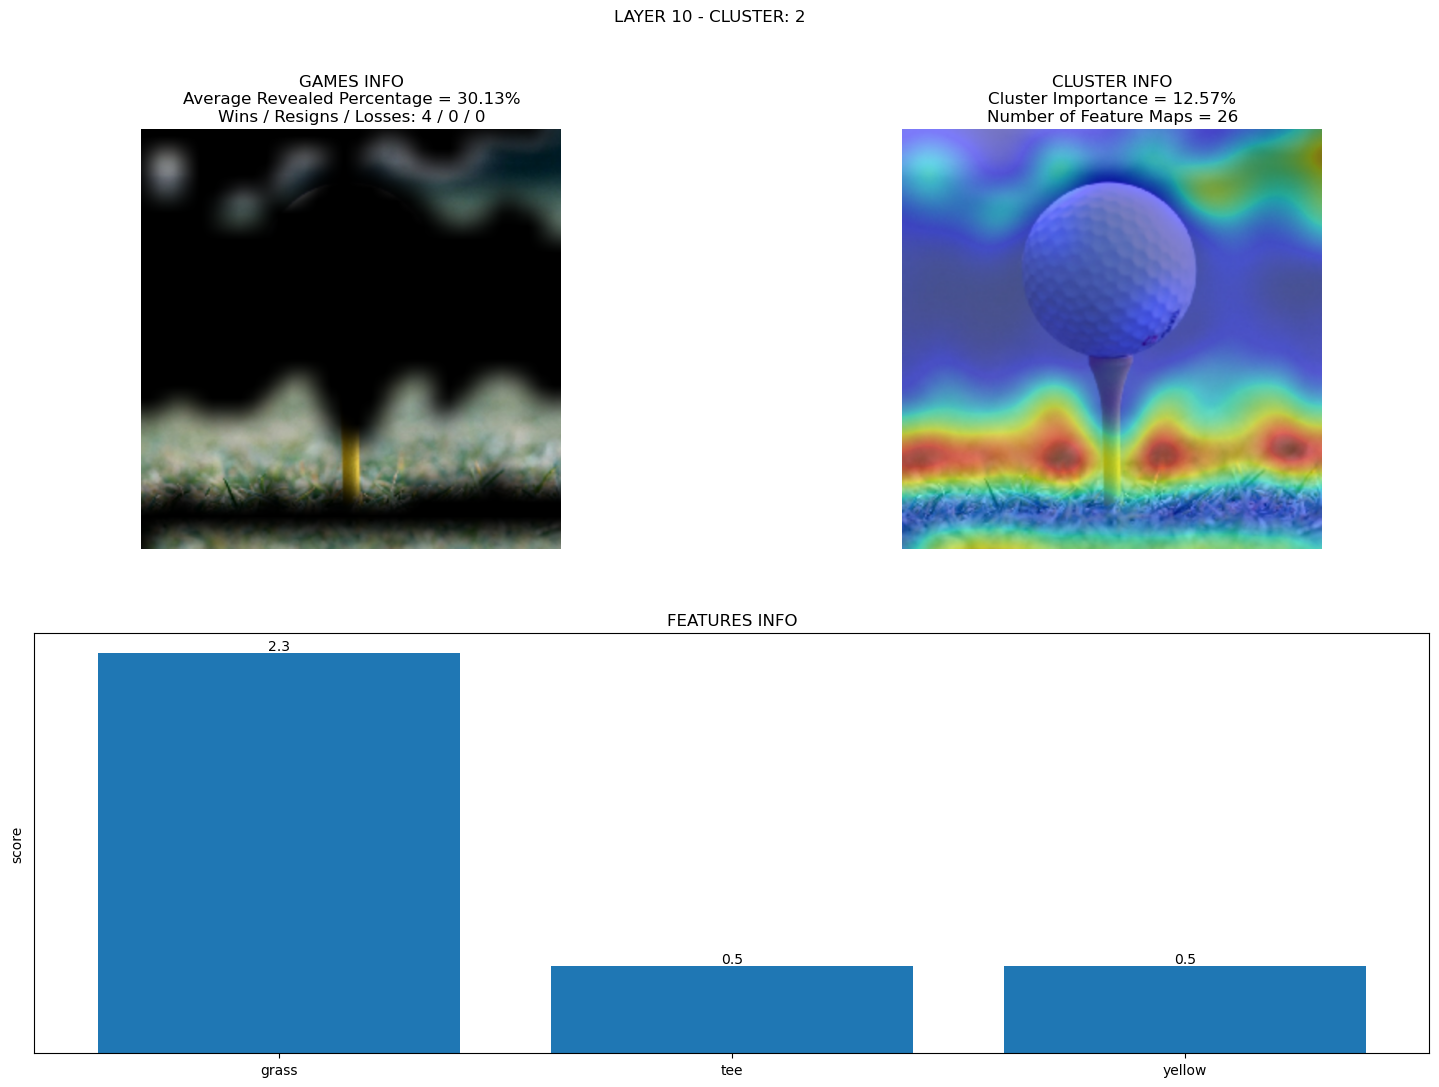 LAYER 10 - CLUSTER: 2
GAMES INFO
Average Revealed Percentage = 30.13%
Wins / Resigns / Losses: 4 / 0 / 0
CLUSTER INFO
Cluster Importance = 12.57%
Number of Feature Maps = 26
FEATURES INFO
score
2.3
0.5
0.5
grass
tee
yellow